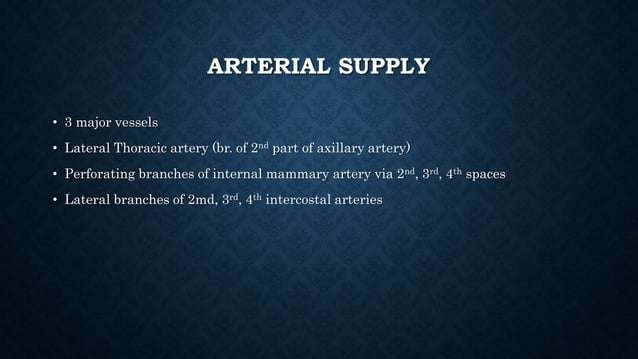 ARTERIAL SUPPLY
• 3 major vessels
• Lateral Thoracic artery (br. of 2nd part of axillary artery)
• Perforating branches of internal mammary artery via 2nd, 3rd, 4th spaces
• Lateral branches of 2md, 3rd, 4th intercostal arteries